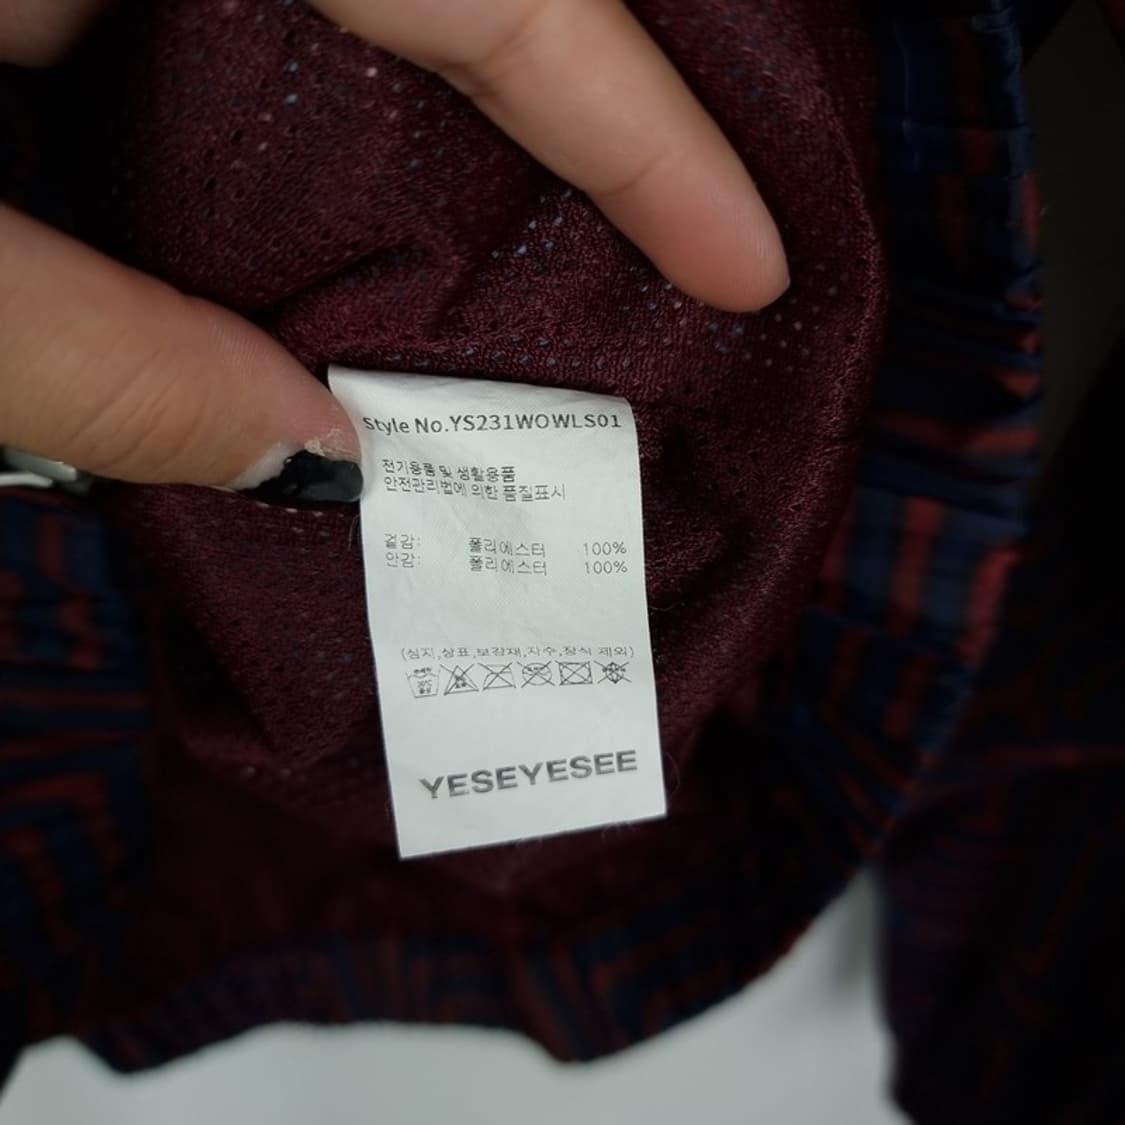 Style No.YS231WOWLS01
전기용품 및 생활용품
안전관리법에 의한 품질표시
겉감: 폴리에스터 100%
안감: 폴리에스터 100%
(심지,상표,보강재,자수,장식 제외)
YESEYESEE